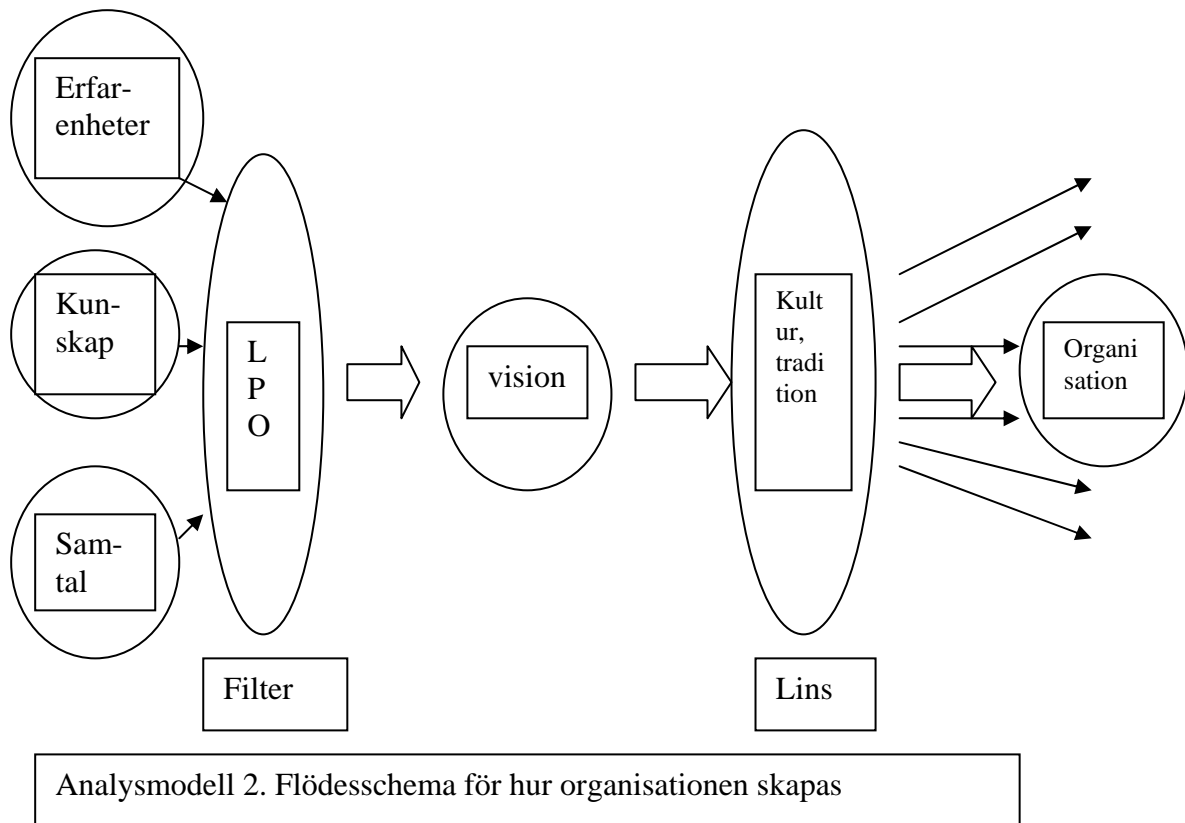 Erfar-
enheter
Kun-
skap
Sam-
tal
L
P
O
Filter
vision
Kult
ur,
tradi
tion
Lins
Organi
sation
Analysmodell 2. Flödesschema för hur organisationen skapas